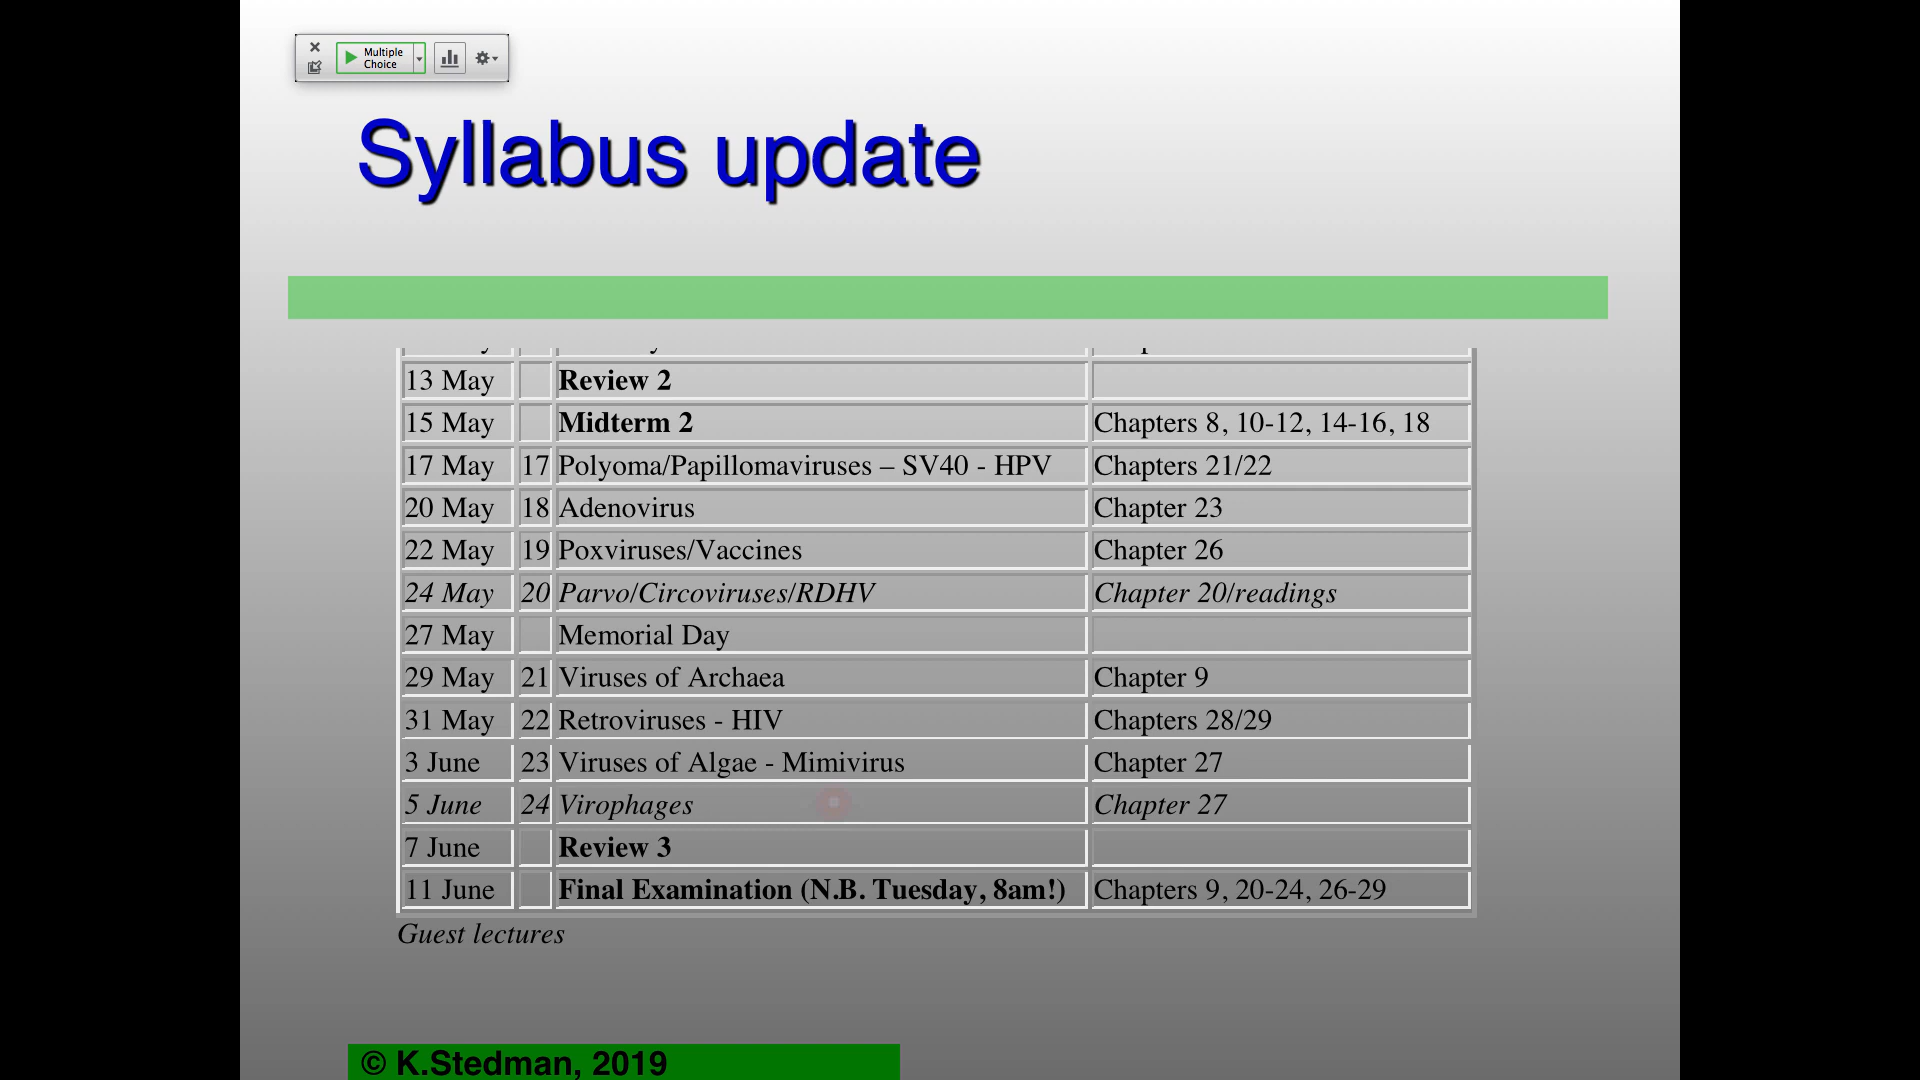 Multiple
Choice
Syllabus update
13 May Review 2
15 May Midterm 2 Chapters 8, 10-12, 14-16, 18
17 May 17 Polyoma/Papillomaviruses – SV40 - HPV Chapters 21/22
20 May 18 Adenovirus Chapter 23
22 May 19 Poxviruses/Vaccines Chapter 26
24 May 20 Parvo/Circoviruses/RDHV Chapter 20/readings
27 May Memorial Day
29 May 21 Viruses of Archaea Chapter 9
31 May 22 Retroviruses - HIV Chapters 28/29
3 June 23 Viruses of Algae - Mimivirus Chapter 27
5 June 24 Virophages Chapter 27
7 June Review 3
11 June Final Examination (N.B. Tuesday, 8am!) Chapters 9, 20-24, 26-29
Guest lectures
© K.Stedman, 2019